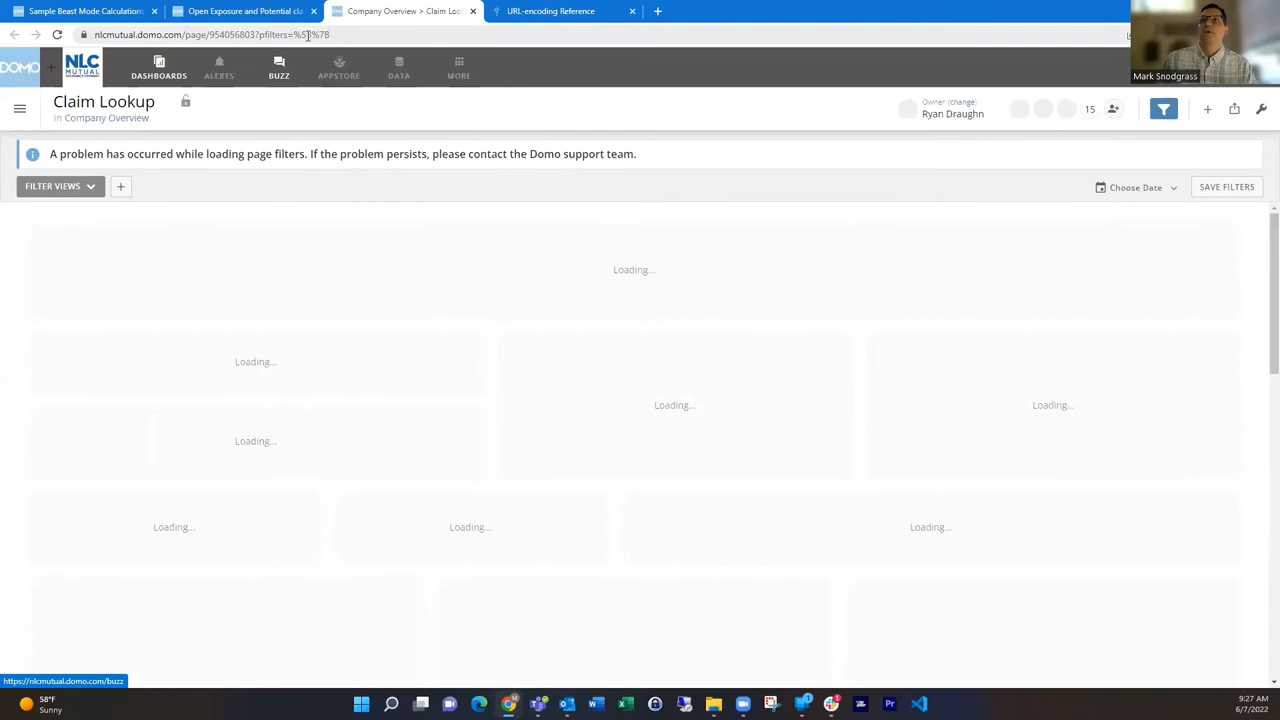 Sample Beast Mode Calculations
Open Exposure and Potential cla
Company Overview > Claim Look
URL-encoding Reference
nlcmutual.domo.com/page/954056803?pfilters=%5B%7B
Mark Snodgrass
DOMO
NLC
MUTUAL
DASHBOARDS
ALERTS
BUZZ
APPSTORE
DATA
MORE
Claim Lookup
in Company Overview
Owner (change)
Ryan Draughn
15
A problem has occurred while loading page filters. If the problem persists, please contact the Domo support team.
FILTER VIEWS
Choose Date
SAVE FILTERS
Loading...
Loading...
Loading...
Loading...
Loading...
Loading...
Loading...
Loading...
https://nlcmutual.domo.com/buzz
58°F
Sunny
9:27 AM
6/7/2022